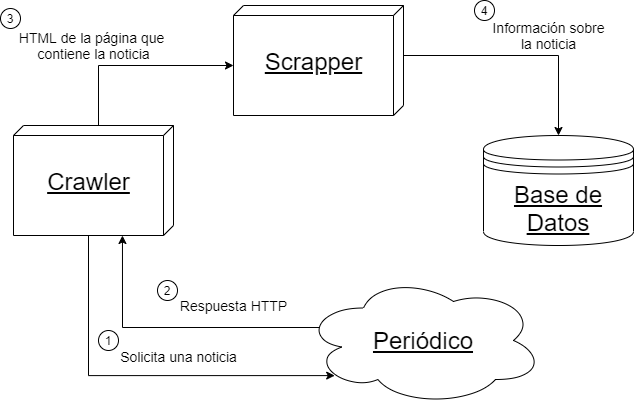 3
HTML de la página que
contiene la noticia
Scrapper
4
Información sobre
la noticia
Crawler
Base de
Datos
2
Respuesta HTTP
1
Solicita una noticia
Periódico